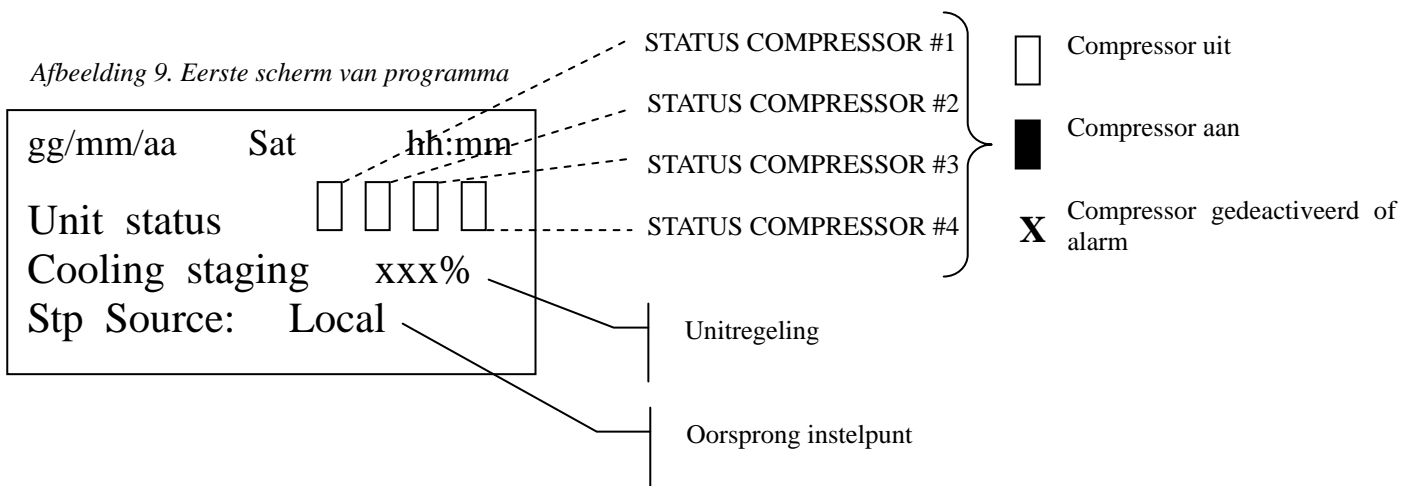 Afbeelding 9. Eerste scherm van programma
gg/mm/aa Sat hh:mm
Unit status
Cooling staging xxx%
Stp Source: Local
STATUS COMPRESSOR #1
STATUS COMPRESSOR #2
STATUS COMPRESSOR #3
STATUS COMPRESSOR #4
Compressor uit
Compressor aan
X Compressor gedeactiveerd of
alarm
Unitregeling
Oorsprong instelpunt